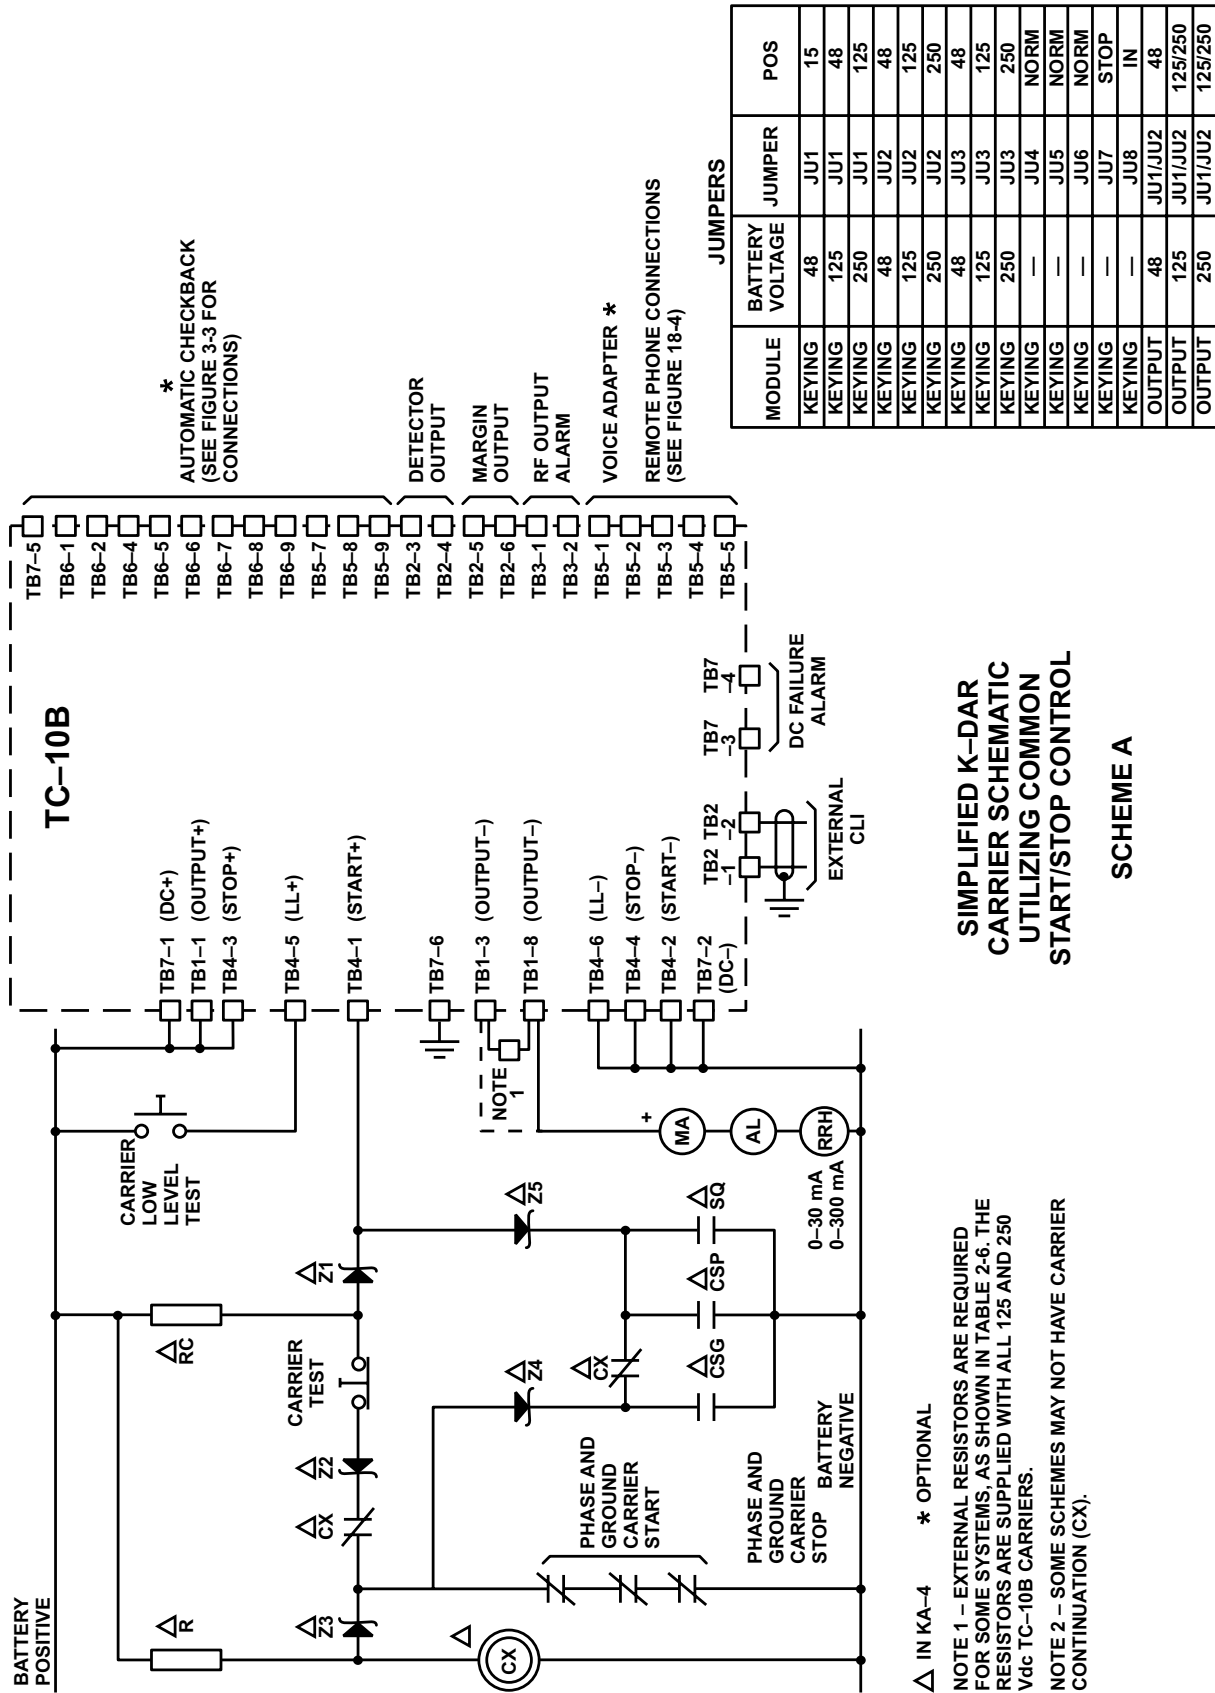 BATTERY
POSITIVE
R
RC
Z3
CX
Z2
CARRIER
TEST
Z1
CX
CARRIER
LOW
LEVEL
TEST
PHASE AND
GROUND
CARRIER
START
Z4
Z5
CX
CSG
CSP
SQ
PHASE AND
GROUND
CARRIER
STOP
BATTERY
NEGATIVE
NOTE
1
+
MA
AL
RRH
0–30 mA
0–300 mA
TC–10B
TB7–1 (DC+)
TB1–1 (OUTPUT+)
TB4–3 (STOP+)
TB4–5 (LL+)
TB4–1 (START+)
TB7–6
TB1–3 (OUTPUT–)
TB1–8 (OUTPUT–)
TB4–6 (LL–)
TB4–4 (STOP–)
TB4–2 (START–)
TB7–2
(DC–)
TB2
–1
TB2
–2
EXTERNAL
CLI
TB7
–3
TB7
–4
DC FAILURE
ALARM
TB7–5
TB6–1
TB6–2
TB6–4
TB6–5
TB6–6
TB6–7
TB6–8
TB6–9
TB5–7
TB5–8
TB5–9
TB2–3
TB2–4
TB2–5
TB2–6
TB3–1
TB3–2
TB5–1
TB5–2
TB5–3
TB5–4
TB5–5
*
AUTOMATIC CHECKBACK
(SEE FIGURE 3-3 FOR
CONNECTIONS)
DETECTOR
OUTPUT
MARGIN
OUTPUT
RF OUTPUT
ALARM
VOICE ADAPTER *
REMOTE PHONE CONNECTIONS
(SEE FIGURE 18-4)
△ IN KA–4 * OPTIONAL
NOTE 1 – EXTERNAL RESISTORS ARE REQUIRED
FOR SOME SYSTEMS, AS SHOWN IN TABLE 2-6. THE
RESISTORS ARE SUPPLIED WITH ALL 125 AND 250
Vdc TC–10B CARRIERS.
NOTE 2 – SOME SCHEMES MAY NOT HAVE CARRIER
CONTINUATION (CX).
SIMPLIFIED K–DAR
CARRIER SCHEMATIC
UTILIZING COMMON
START/STOP CONTROL
SCHEME A
JUMPERS
MODULE BATTERY VOLTAGE JUMPER POS
KEYING 48 JU1 15
KEYING 125 JU1 48
KEYING 250 JU1 125
KEYING 48 JU2 48
KEYING 125 JU2 125
KEYING 250 JU2 250
KEYING 48 JU3 48
KEYING 125 JU3 125
KEYING 250 JU3 250
KEYING — JU4 NORM
KEYING — JU5 NORM
KEYING — JU6 NORM
KEYING — JU7 STOP
KEYING — JU8 IN
OUTPUT 48 JU1/JU2 48
OUTPUT 125 JU1/JU2 125/250
OUTPUT 250 JU1/JU2 125/250